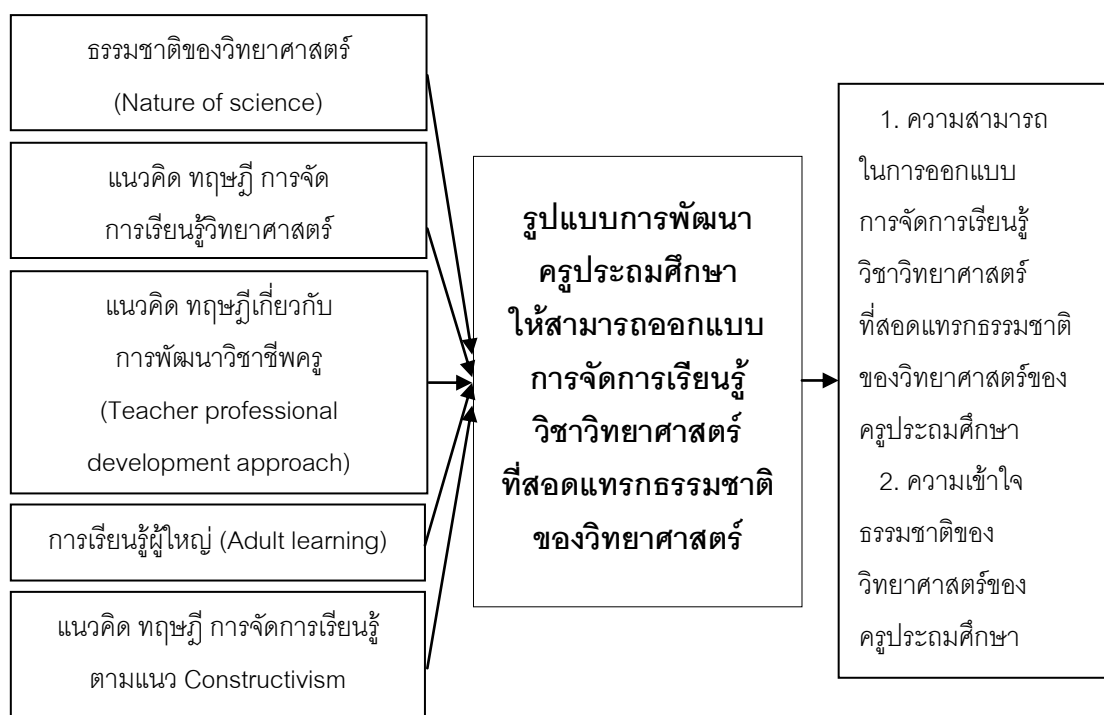 ธรรมชาติของวิทยาศาสตร์
(Nature of science)
แนวคิด ทฤษฎี การจัด
การเรียนรู้วิทยาศาสตร์
แนวคิด ทฤษฎีเกี่ยวกับ
การพัฒนาวิชาชีพครู
(Teacher professional
development approach)
การเรียนรู้ผู้ใหญ่ (Adult learning)
แนวคิด ทฤษฎี การจัดการเรียนรู้
ตามแนว Constructivism
รูปแบบการพัฒนา
ครูประถมศึกษา
ให้สามารถออกแบบ
การจัดการเรียนรู้
วิชาวิทยาศาสตร์
ที่สอดแทรกธรรมชาติ
ของวิทยาศาสตร์
1. ความสามารถ
ในการออกแบบ
การจัดการเรียนรู้
วิชาวิทยาศาสตร์
ที่สอดแทรกธรรมชาติ
ของวิทยาศาสตร์ของ
ครูประถมศึกษา
2. ความเข้าใจ
ธรรมชาติของ
วิทยาศาสตร์ของ
ครูประถมศึกษา